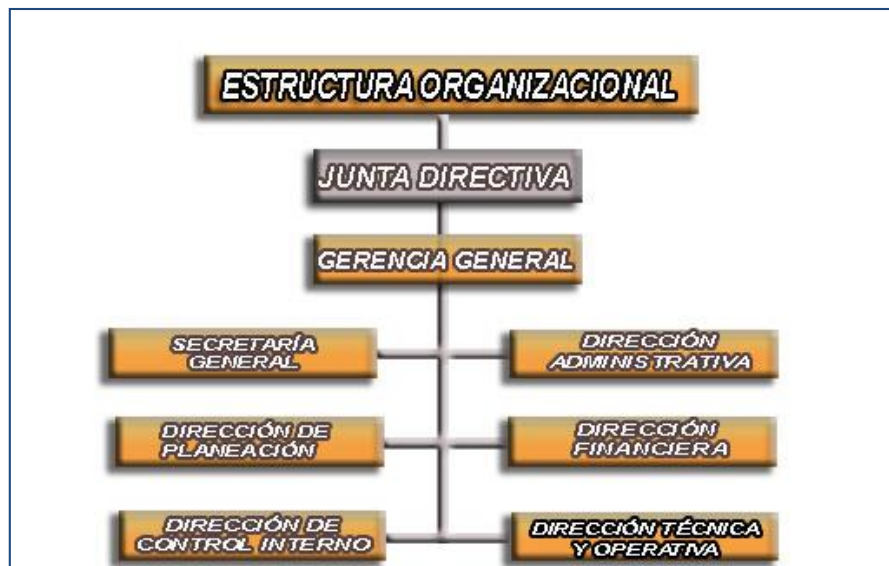 ESTRUCTURA ORGANIZACIONAL
JUNTA DIRECTIVA
GERENCIA GENERAL
SECRETARÍA
GENERAL
DIRECCIÓN
ADMINISTRATIVA
DIRECCIÓN DE
PLANEACIÓN
DIRECCIÓN
FINANCIERA
DIRECCIÓN DE
CONTROL INTERNO
DIRECCIÓN TÉCNICA
Y OPERATIVA